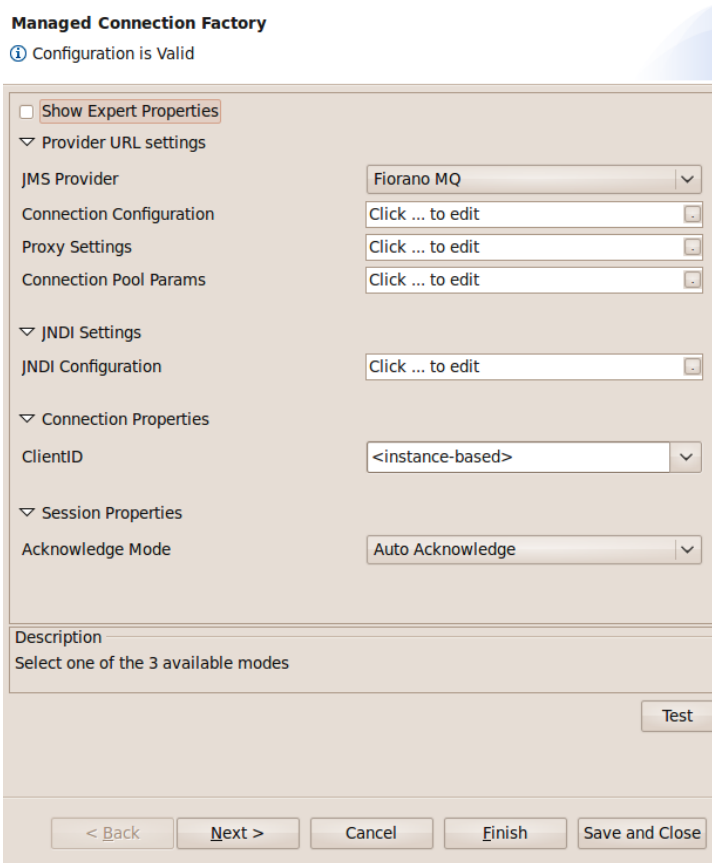 Managed Connection Factory
Configuration is Valid
Show Expert Properties
Provider URL settings
JMS Provider Fiorano MQ
Connection Configuration Click ... to edit
Proxy Settings Click ... to edit
Connection Pool Params Click ... to edit
JNDI Settings
JNDI Configuration Click ... to edit
Connection Properties
ClientID <instance-based>
Session Properties
Acknowledge Mode Auto Acknowledge
Description
Select one of the 3 available modes
Test
< Back Next > Cancel Finish Save and Close